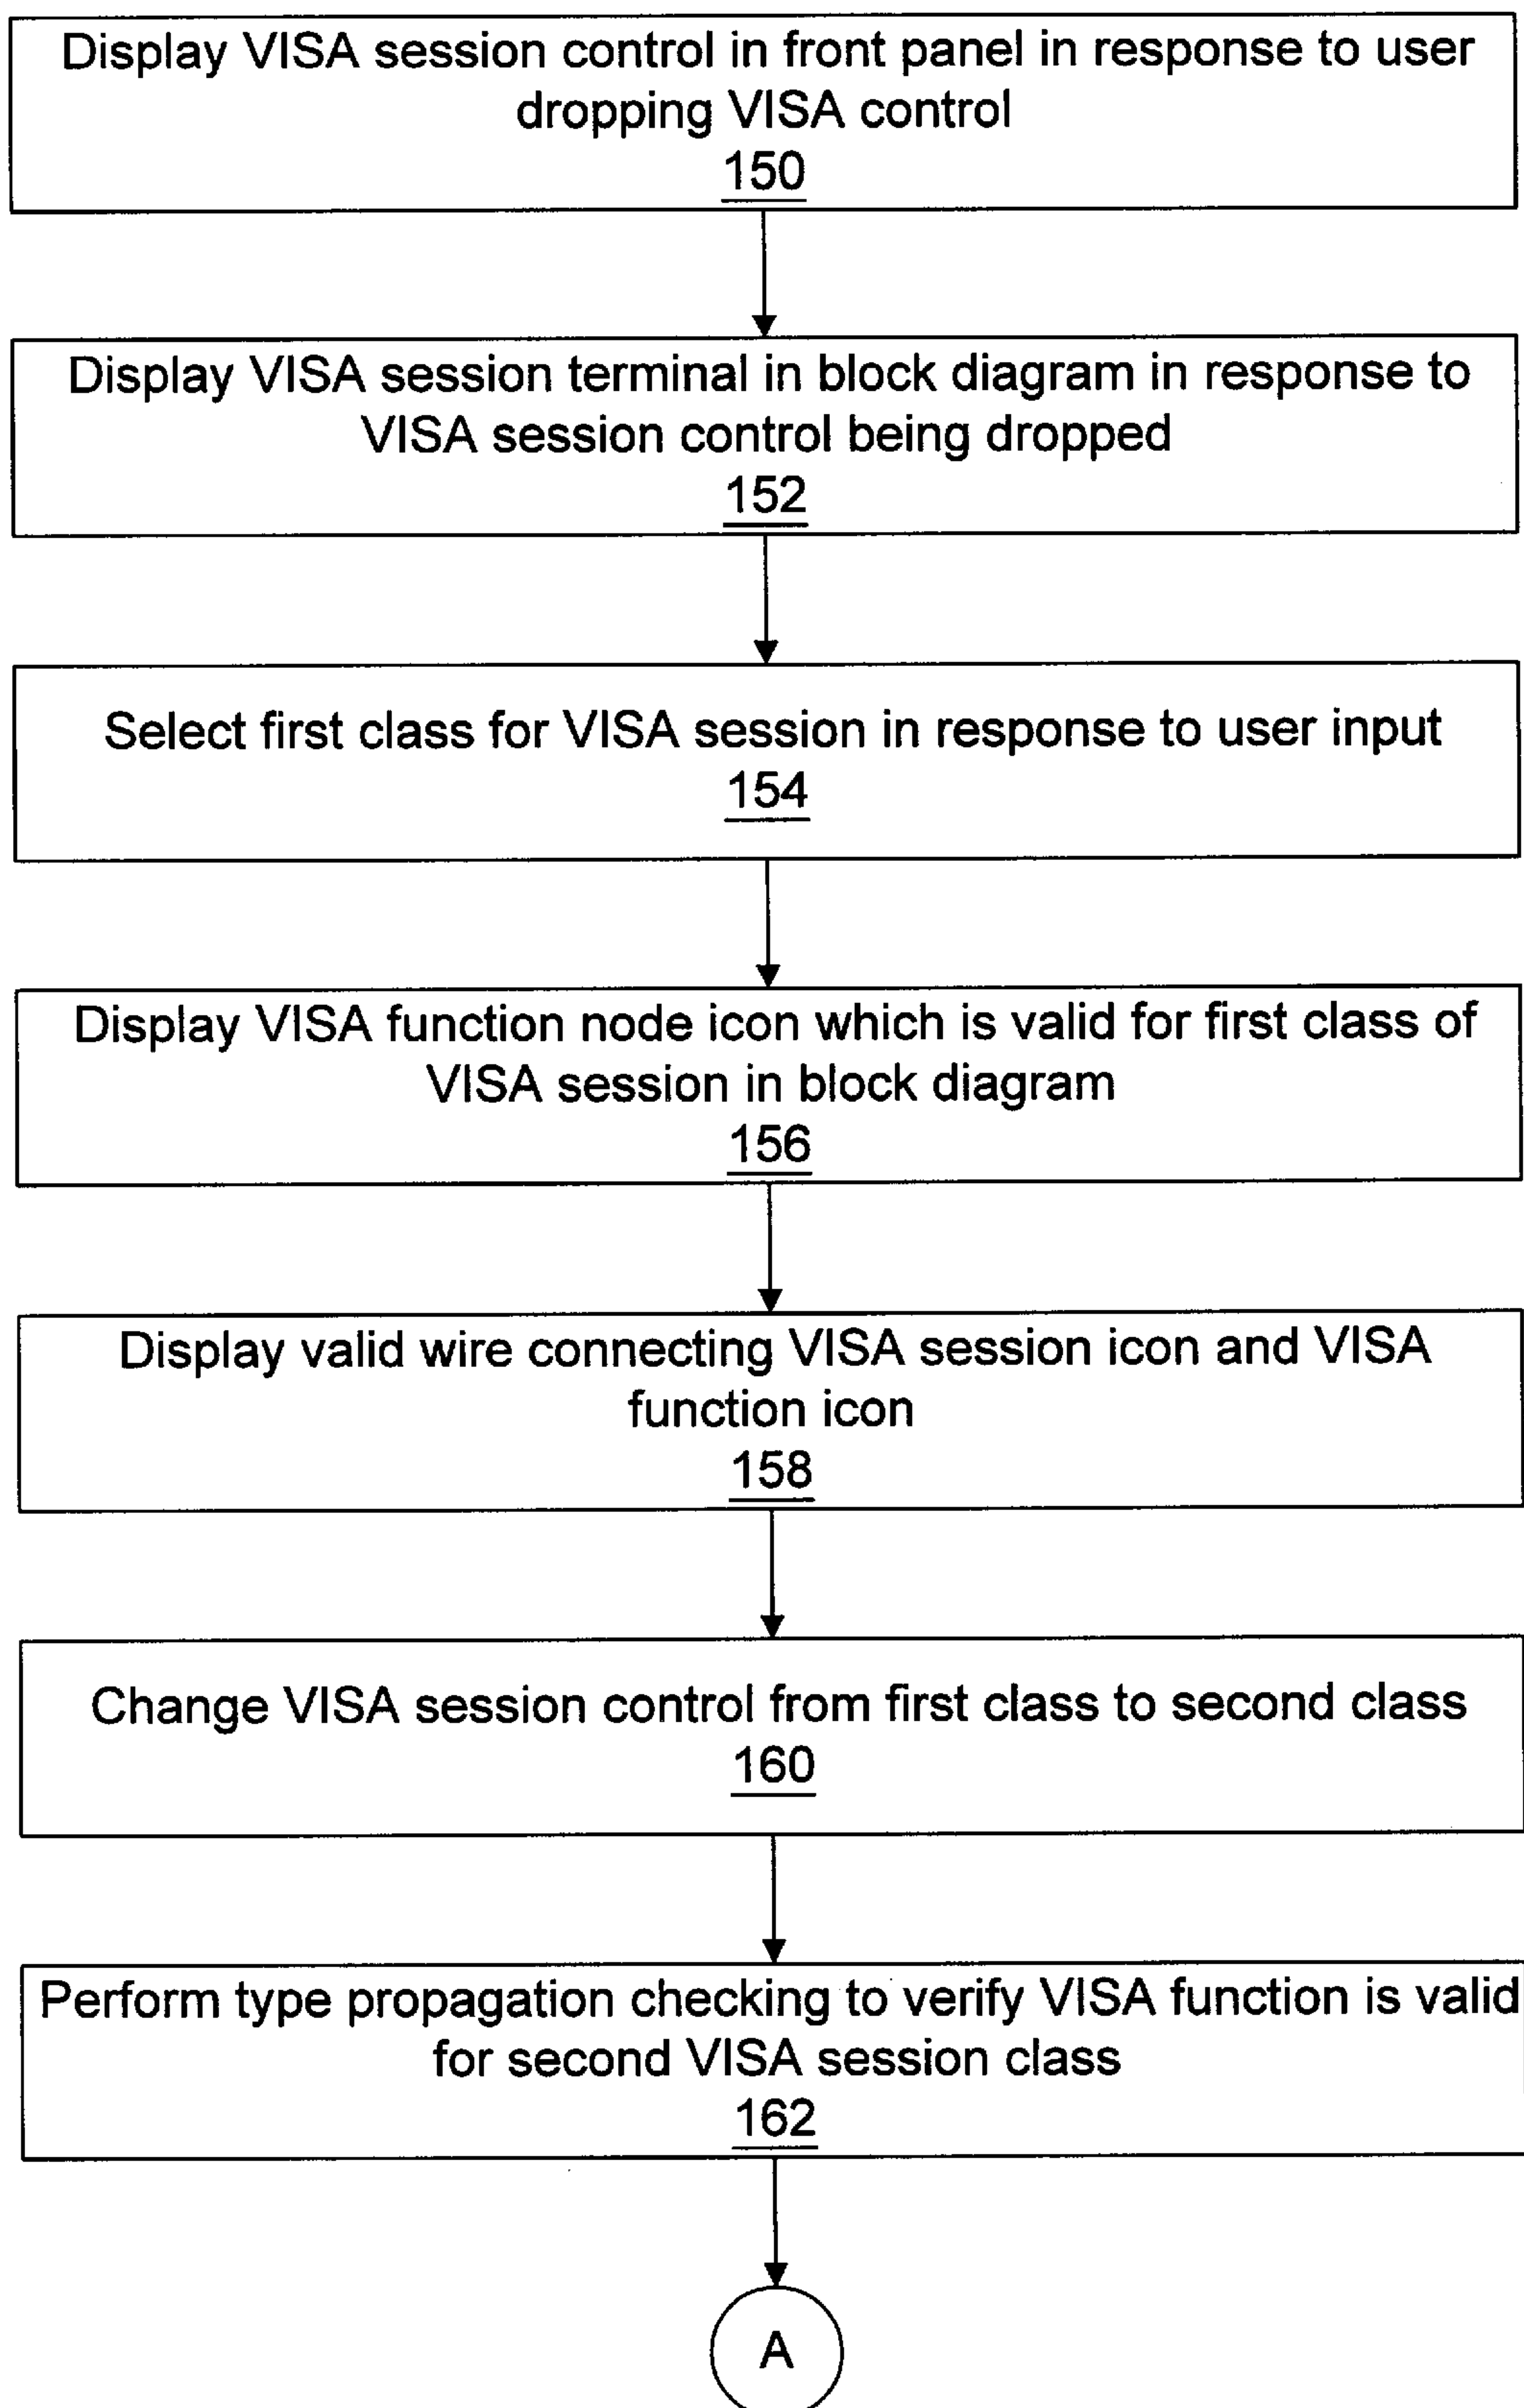 Display VISA session control in front panel in response to user
dropping VISA control
150
Display VISA session terminal in block diagram in response to
VISA session control being dropped
152
Select first class for VISA session in response to user input
154
Display VISA function node icon which is valid for first class of
VISA session in block diagram
156
Display valid wire connecting VISA session icon and VISA
function icon
158
Change VISA session control from first class to second class
160
Perform type propagation checking to verify VISA function is valid
for second VISA session class
162
A